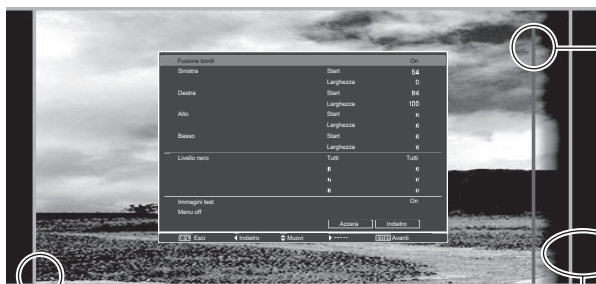 Fusione bordi On
Sinistra Start 64
Larghezza 0
Destra Start 64
Larghezza 100
Alto Start 0
Larghezza 0
Basso Start 0
Larghezza 0
Livello nero Tutti Tutti
R 0
0
0
Immagini test On
Menu off
Azzera Indietro
Esci Indietro Muovi ----- Avanti